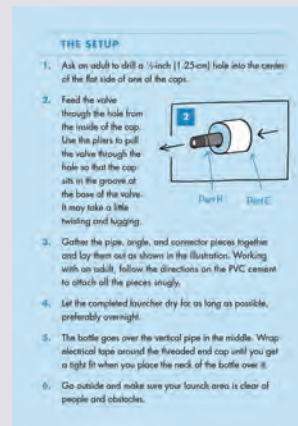 THE SETUP
1. Ask an adult to drill a ½-inch (1.25-cm) hole into the center
of the flat side of one of the caps.
2. Feed the valve
through the hole from
the inside of the cap.
Use the pliers to pull
the valve through the
hole so that the cap
sits in the groove at
the base of the valve.
It may take a little
twisting and tugging.
2
Part H Part E
3. Gather the pipe, angle, and connector pieces together
and lay them out as shown in the illustration. Working
with an adult, follow the directions on the PVC cement
to attach all the pieces snugly.
4. Let the completed launcher dry for as long as possible,
preferably overnight.
5. The bottle goes over the vertical pipe in the middle. Wrap
electrical tape around the threaded end cap until you get
a tight fit when you place the neck of the bottle over it.
6. Go outside and make sure your launch area is clear of
people and obstacles.